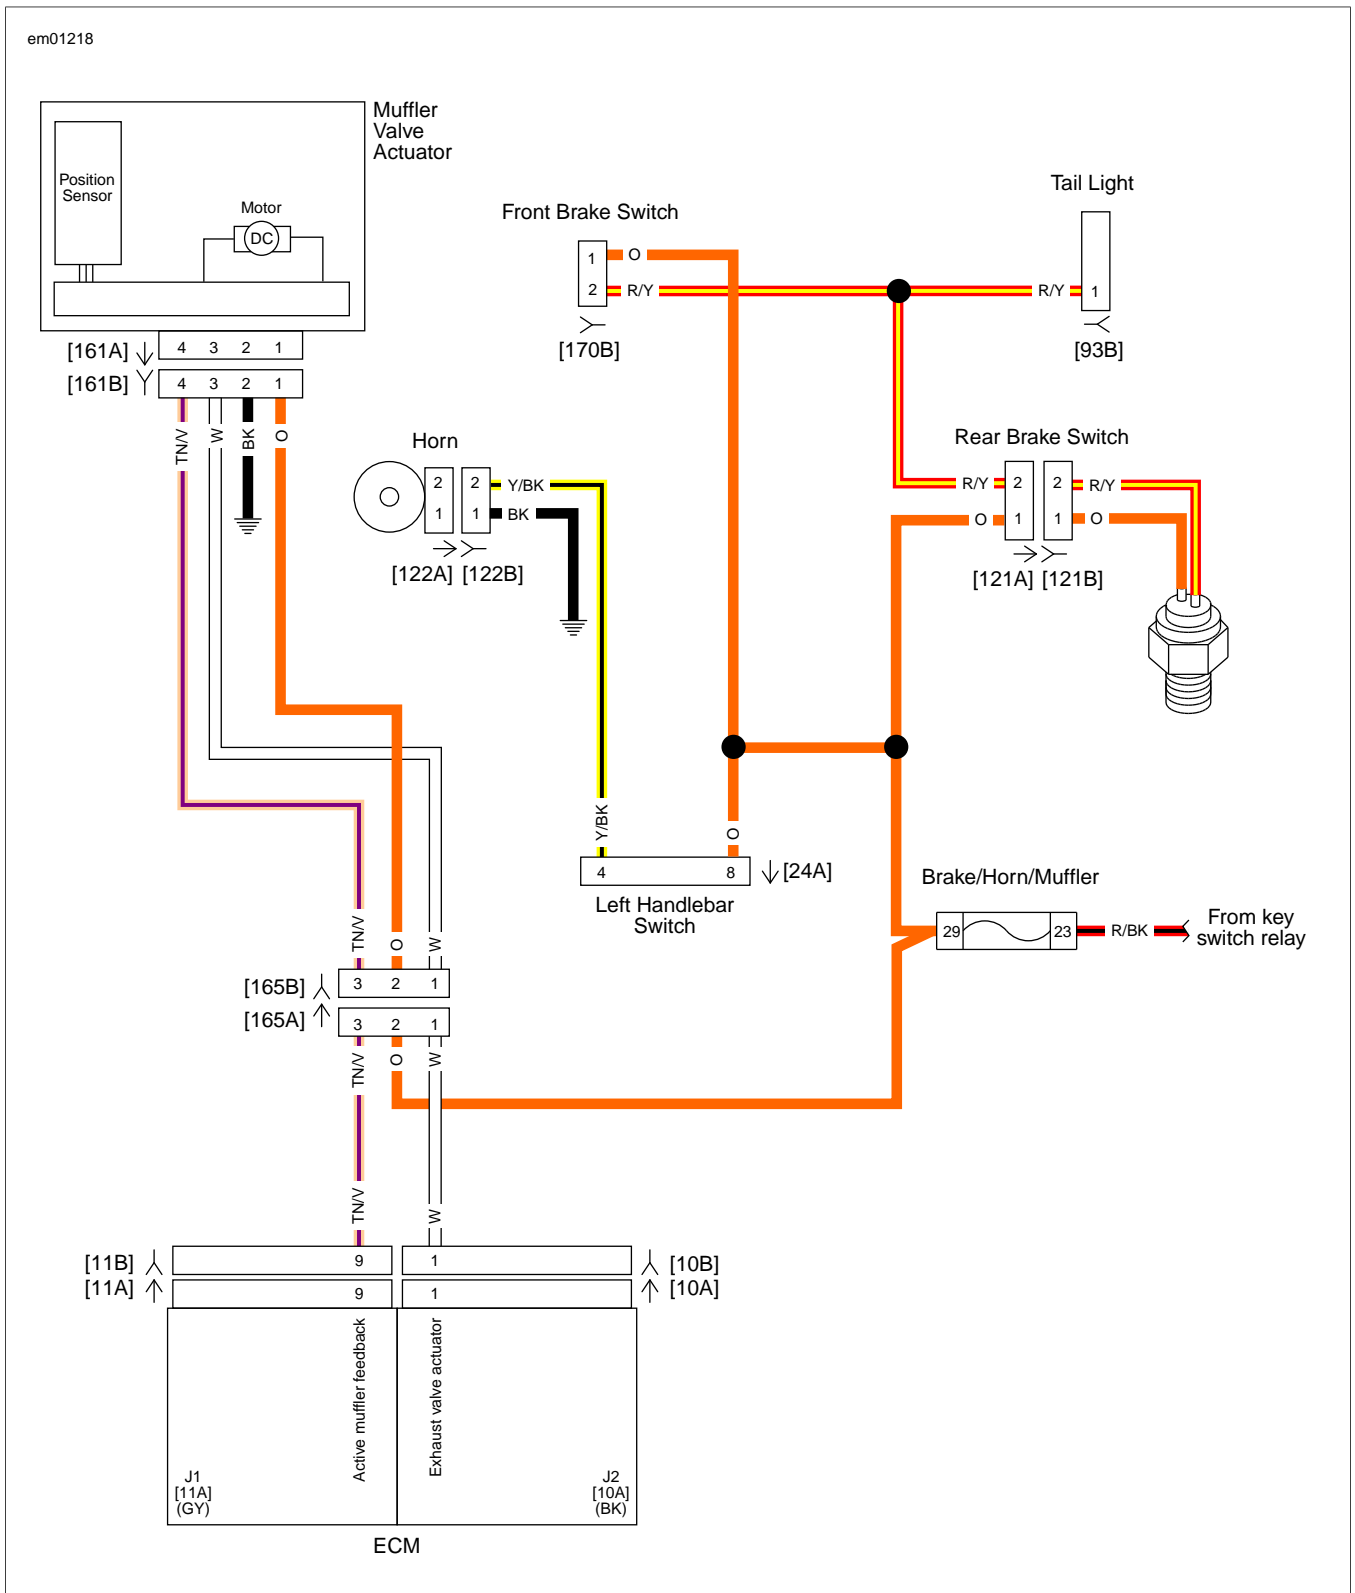 em01218
Muffler
Valve
Actuator
Position
Sensor
Motor
DC
[161A]
4 3 2 1
[161B]
4 3 2 1
TN/V
W
BK
O
Front Brake Switch
1
O
2
R/Y
[170B]
Tail Light
R/Y
1
[93B]
Horn
2
2
Y/BK
1
1
BK
[122A]
[122B]
Rear Brake Switch
R/Y
2
2
R/Y
O
1
1
O
[121A]
[121B]
Y/BK
O
4
8
[24A]
Left Handlebar
Switch
Brake/Horn/Muffler
29
23
R/BK
From key
switch relay
TN/V
O
W
[165B]
3 2 1
[165A]
3 2 1
TN/V
O
W
TN/V
W
[11B]
9
1
[10B]
[11A]
9
1
[10A]
Active muffler feedback
Exhaust valve actuator
J1
[11A]
(GY)
J2
[10A]
(BK)
ECM